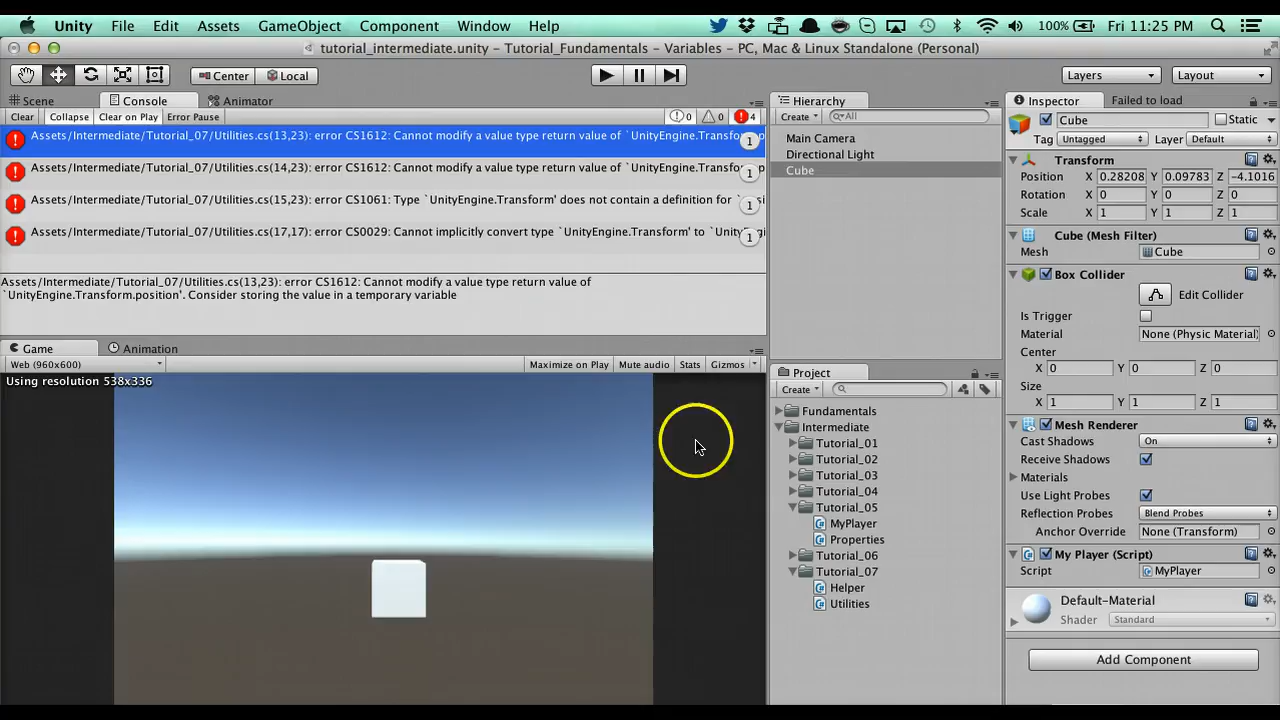 Unity File Edit Assets GameObject Component Window Help 100% Fri 11:25 PM
tutorial_intermediate.unity - Tutorial_Fundamentals - Variables - PC, Mac & Linux Standalone (Personal)
Center Local Layers Layout
Scene Console Animator
Clear Collapse Clear on Play Error Pause 0 0 4
Assets/Intermediate/Tutorial_07/Utilities.cs(13,23): error CS1612: Cannot modify a value type return value of `UnityEngine.Transfo 1
Assets/Intermediate/Tutorial_07/Utilities.cs(14,23): error CS1612: Cannot modify a value type return value of `UnityEngine.Transfo 1
Assets/Intermediate/Tutorial_07/Utilities.cs(15,23): error CS1061: Type `UnityEngine.Transform' does not contain a definition for 1
Assets/Intermediate/Tutorial_07/Utilities.cs(17,17): error CS0029: Cannot implicitly convert type `UnityEngine.Transform' to 1
Assets/Intermediate/Tutorial_07/Utilities.cs(13,23): error CS1612: Cannot modify a value type return value of
`UnityEngine.Transform.position'. Consider storing the value in a temporary variable
Game Animation
Web (960x600) Maximize on Play Mute audio Stats Gizmos
Using resolution 538x336
Hierarchy
Create All
Main Camera
Directional Light
Cube
Project
Create
Fundamentals
Intermediate
Tutorial_01
Tutorial_02
Tutorial_03
Tutorial_04
Tutorial_05
MyPlayer
Properties
Tutorial_06
Tutorial_07
Helper
Utilities
Inspector Failed to load
Cube Static
Tag Untagged Layer Default
Transform
Position X 0.28208 Y 0.09783 Z -4.1016
Rotation X 0 Y 0 Z 0
Scale X 1 Y 1 Z 1
Cube (Mesh Filter)
Mesh Cube
Box Collider
Edit Collider
Is Trigger
Material None (Physic Material)
Center
X 0 Y 0 Z 0
Size
X 1 Y 1 Z 1
Mesh Renderer
Cast Shadows On
Receive Shadows
Materials
Use Light Probes
Reflection Probes Blend Probes
Anchor Override None (Transform)
My Player (Script)
Script MyPlayer
Default-Material
Shader Standard
Add Component